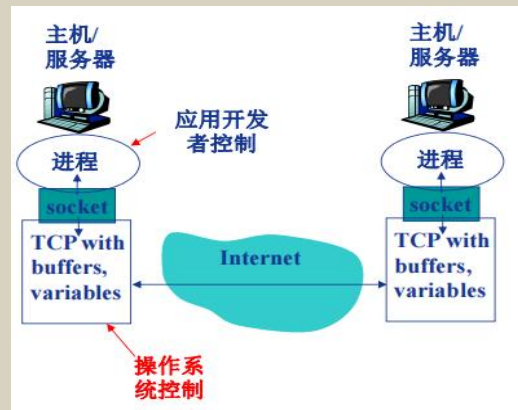 主机/
服务器
主机/
服务器
应用开发
者控制
进程
进程
socket
socket
TCP with
buffers,
variables
Internet
TCP with
buffers,
variables
操作系
统控制